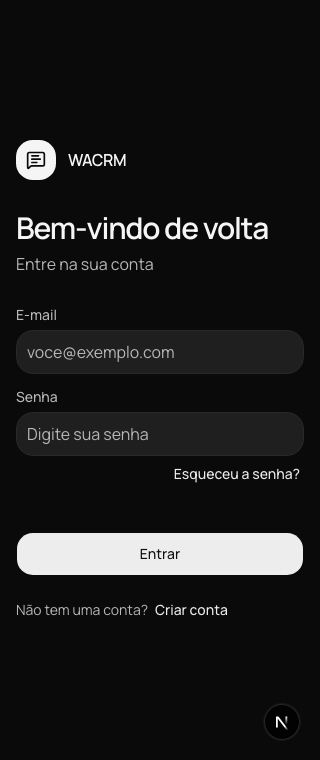 WACRM
Bem-vindo de volta
Entre na sua conta
E-mail
voce@exemplo.com
Senha
Digite sua senha
Esqueceu a senha?
Entrar
Não tem uma conta? Criar conta
N